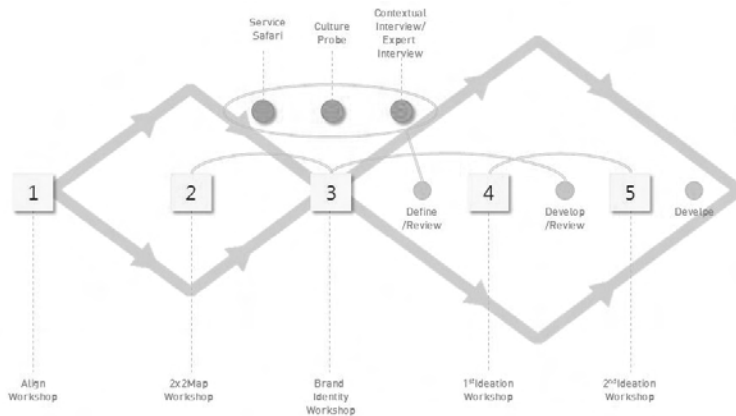 Service
Safari
Culture
Probe
Contextual
Interview/
Expert
Interview
1
2
3
4
5
Define
/Review
Develop
/Review
Develpe
Align
Workshop
2x2Map
Workshop
Brand
Identity
Workshop
1stIdeation
Workshop
2ndIdeation
Workshop